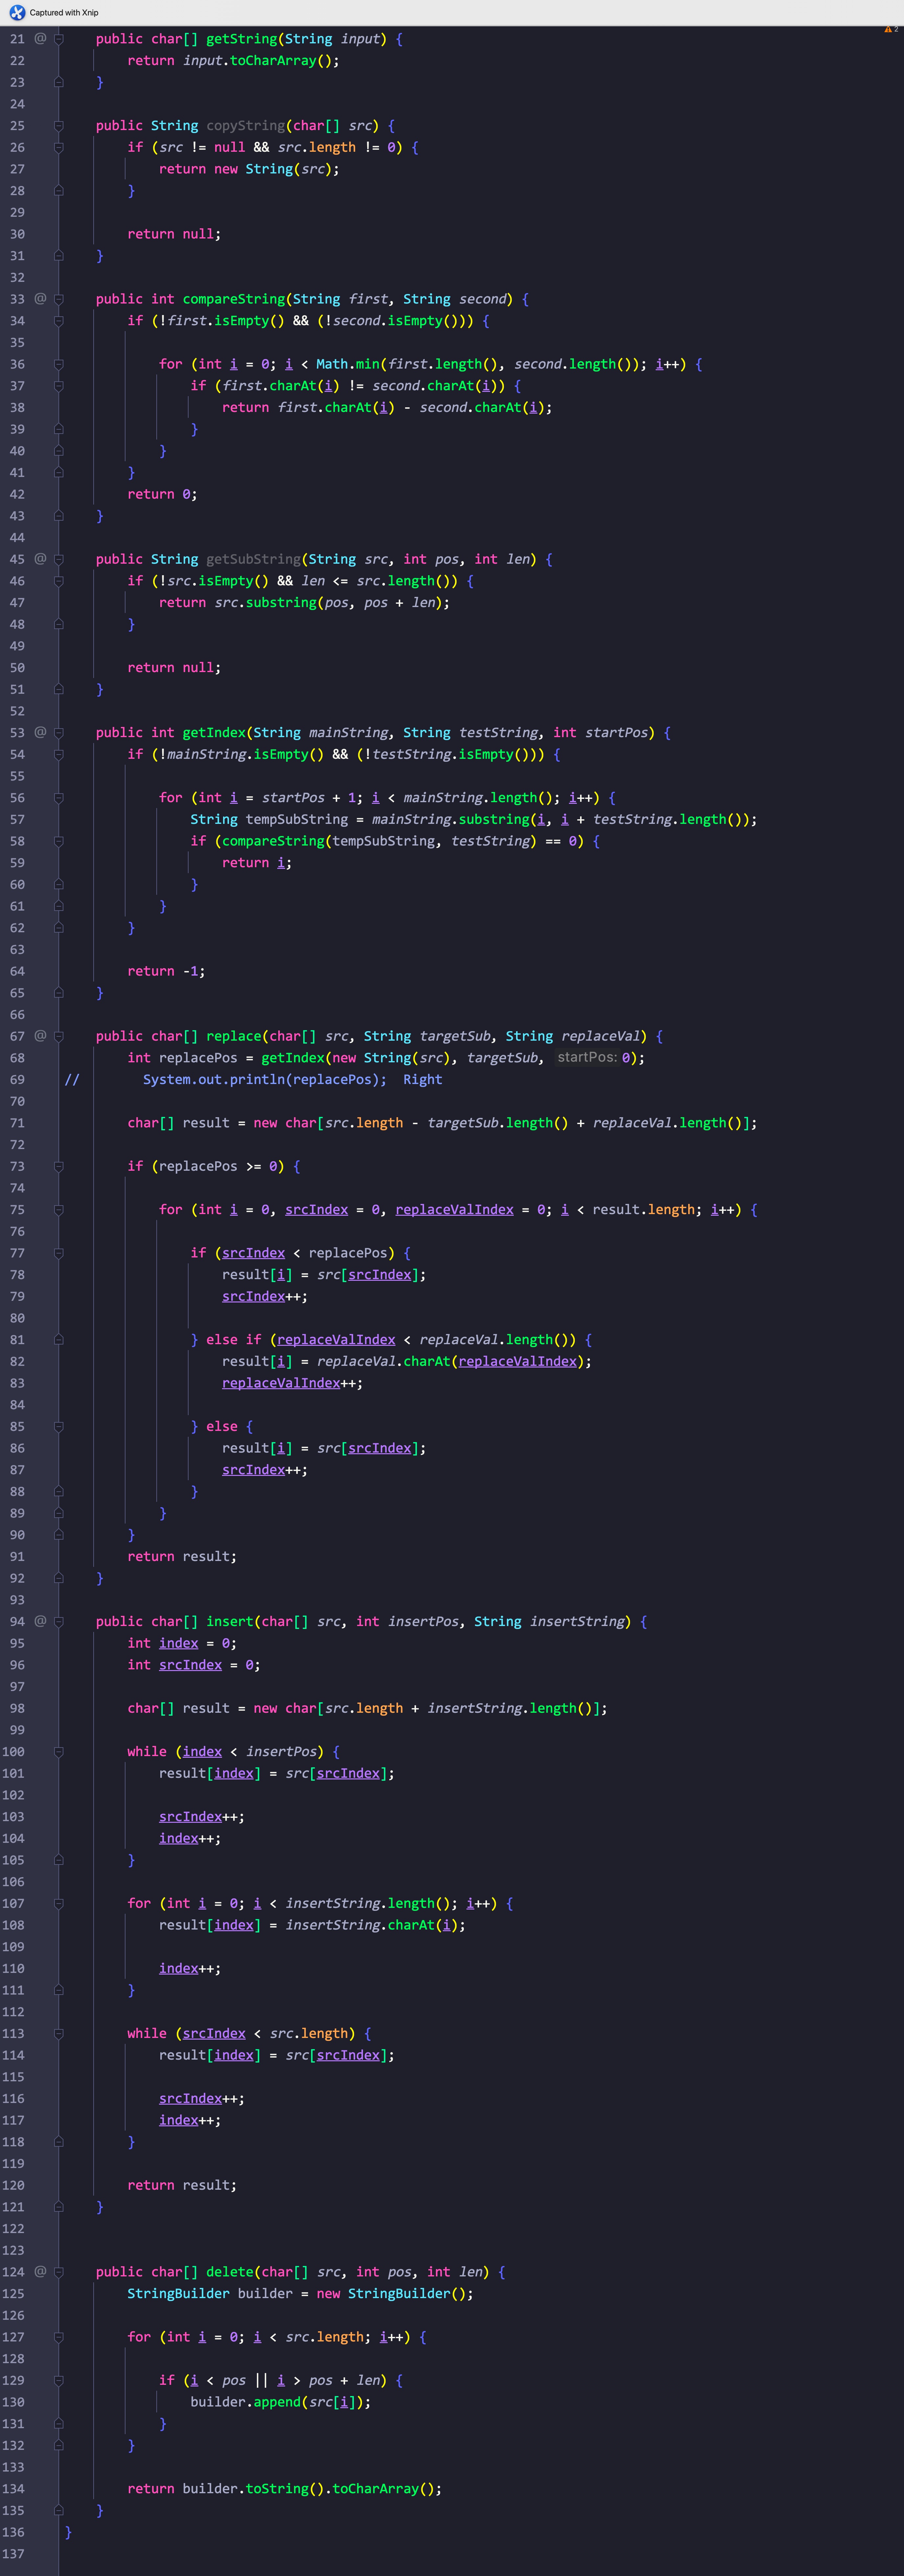 Captured with Xnip
2
21 @ public char[] getString(String input) {
22 return input.toCharArray();
23 }
24
25 public String copyString(char[] src) {
26 if (src != null && src.length != 0) {
27 return new String(src);
28 }
29
30 return null;
31 }
32
33 @ public int compareString(String first, String second) {
34 if (!first.isEmpty() && (!second.isEmpty())) {
35
36 for (int i = 0; i < Math.min(first.length(), second.length()); i++) {
37 if (first.charAt(i) != second.charAt(i)) {
38 return first.charAt(i) - second.charAt(i);
39 }
40 }
41 }
42 return 0;
43 }
44
45 @ public String getSubString(String src, int pos, int len) {
46 if (!src.isEmpty() && len <= src.length()) {
47 return src.substring(pos, pos + len);
48 }
49
50 return null;
51 }
52
53 @ public int getIndex(String mainString, String testString, int startPos) {
54 if (!mainString.isEmpty() && (!testString.isEmpty())) {
55
56 for (int i = startPos + 1; i < mainString.length(); i++) {
57 String tempSubString = mainString.substring(i, i + testString.length());
58 if (compareString(tempSubString, testString) == 0) {
59 return i;
60 }
61 }
62 }
63
64 return -1;
65 }
66
67 @ public char[] replace(char[] src, String targetSub, String replaceVal) {
68 int replacePos = getIndex(new String(src), targetSub, startPos: 0);
69 // System.out.println(replacePos); Right
70
71 char[] result = new char[src.length - targetSub.length() + replaceVal.length()];
72
73 if (replacePos >= 0) {
74
75 for (int i = 0, srcIndex = 0, replaceValIndex = 0; i < result.length; i++) {
76
77 if (srcIndex < replacePos) {
78 result[i] = src[srcIndex];
79 srcIndex++;
80
81 } else if (replaceValIndex < replaceVal.length()) {
82 result[i] = replaceVal.charAt(replaceValIndex);
83 replaceValIndex++;
84
85 } else {
86 result[i] = src[srcIndex];
87 srcIndex++;
88 }
89 }
90 }
91 return result;
92 }
93
94 @ public char[] insert(char[] src, int insertPos, String insertString) {
95 int index = 0;
96 int srcIndex = 0;
97
98 char[] result = new char[src.length + insertString.length()];
99
100 while (index < insertPos) {
101 result[index] = src[srcIndex];
102
103 srcIndex++;
104 index++;
105 }
106
107 for (int i = 0; i < insertString.length(); i++) {
108 result[index] = insertString.charAt(i);
109
110 index++;
111 }
112
113 while (srcIndex < src.length) {
114 result[index] = src[srcIndex];
115
116 srcIndex++;
117 index++;
118 }
119
120 return result;
121 }
122
123
124 @ public char[] delete(char[] src, int pos, int len) {
125 StringBuilder builder = new StringBuilder();
126
127 for (int i = 0; i < src.length; i++) {
128
129 if (i < pos || i > pos + len) {
130 builder.append(src[i]);
131 }
132 }
133
134 return builder.toString().toCharArray();
135 }
136 }
137